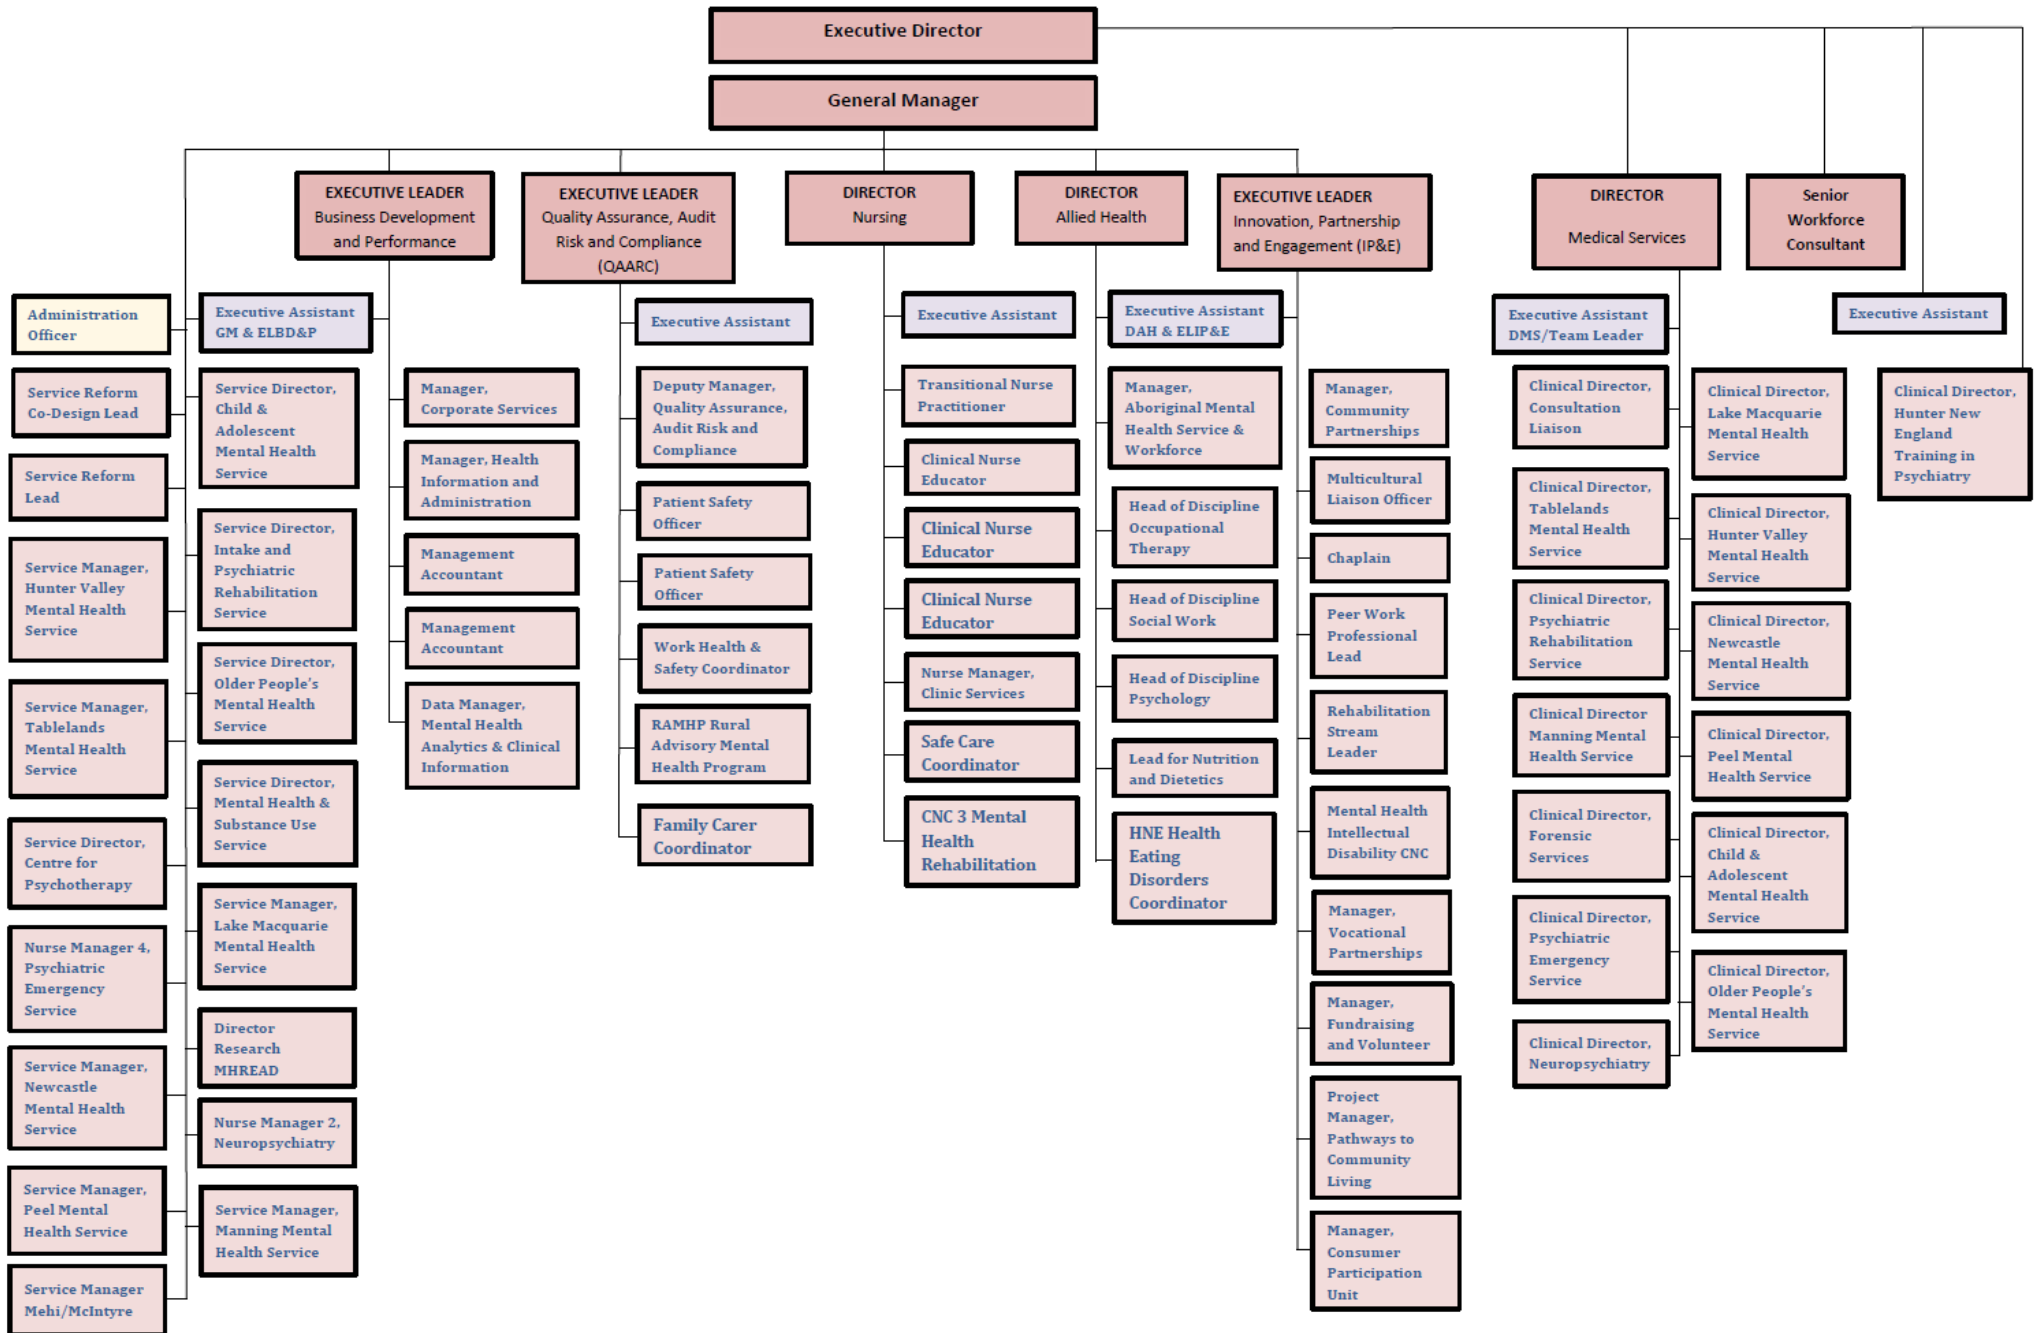 Executive Director
General Manager
EXECUTIVE LEADER
Business Development
and Performance
EXECUTIVE LEADER
Quality Assurance, Audit
Risk and Compliance
(QAARC)
DIRECTOR
Nursing
DIRECTOR
Allied Health
EXECUTIVE LEADER
Innovation, Partnership
and Engagement (IP&E)
DIRECTOR
Medical Services
Senior
Workforce
Consultant
Administration
Officer
Service Reform
Co-Design Lead
Service Reform
Lead
Service Manager,
Hunter Valley
Mental Health
Service
Service Manager,
Tablelands
Mental Health
Service
Service Director,
Centre for
Psychotherapy
Nurse Manager 4,
Psychiatric
Emergency
Service
Service Manager,
Newcastle
Mental Health
Service
Service Manager,
Peel Mental
Health Service
Service Manager
Mehi/McIntyre
Executive Assistant
GM & ELBD&P
Service Director,
Child &
Adolescent
Mental Health
Service
Service Director,
Intake and
Psychiatric
Rehabilitation
Service
Service Director,
Older People's
Mental Health
Service
Service Director,
Mental Health &
Substance Use
Service
Service Manager,
Lake Macquarie
Mental Health
Service
Director
Research
MHREAD
Nurse Manager 2,
Neuropsychiatry
Service Manager,
Manning Mental
Health Service
Manager,
Corporate Services
Manager, Health
Information and
Administration
Management
Accountant
Management
Accountant
Data Manager,
Mental Health
Analytics & Clinical
Information
Executive Assistant
Deputy Manager,
Quality Assurance,
Audit Risk and
Compliance
Patient Safety
Officer
Patient Safety
Officer
Work Health &
Safety Coordinator
RAMHP Rural
Advisory Mental
Health Program
Family Carer
Coordinator
Executive Assistant
Transitional Nurse
Practitioner
Clinical Nurse
Educator
Clinical Nurse
Educator
Clinical Nurse
Educator
Nurse Manager,
Clinic Services
Safe Care
Coordinator
CNC 3 Mental
Health
Rehabilitation
Executive Assistant
DAH & ELIP&E
Manager,
Aboriginal Mental
Health Service &
Workforce
Head of Discipline
Occupational
Therapy
Head of Discipline
Social Work
Head of Discipline
Psychology
Lead for Nutrition
and Dietetics
HNE Health
Eating
Disorders
Coordinator
Manager,
Community
Partnerships
Multicultural
Liaison Officer
Chaplain
Peer Work
Professional
Lead
Rehabilitation
Stream
Leader
Mental Health
Intellectual
Disability CNC
Manager,
Vocational
Partnerships
Manager,
Fundraising
and Volunteer
Project
Manager,
Pathways to
Community
Living
Manager,
Consumer
Participation
Unit
Executive Assistant
DMS/Team Leader
Clinical Director,
Consultation
Liaison
Clinical Director,
Tablelands
Mental Health
Service
Clinical Director,
Psychiatric
Rehabilitation
Service
Clinical Director
Manning Mental
Health Service
Clinical Director,
Forensic
Services
Clinical Director,
Psychiatric
Emergency
Service
Clinical Director,
Neuropsychiatry
Clinical Director,
Lake Macquarie
Mental Health
Service
Clinical Director,
Hunter Valley
Mental Health
Service
Clinical Director,
Newcastle
Mental Health
Service
Clinical Director,
Peel Mental
Health Service
Clinical Director,
Child &
Adolescent
Mental Health
Service
Clinical Director,
Older People's
Mental Health
Service
Executive Assistant
Clinical Director,
Hunter New
England
Training in
Psychiatry